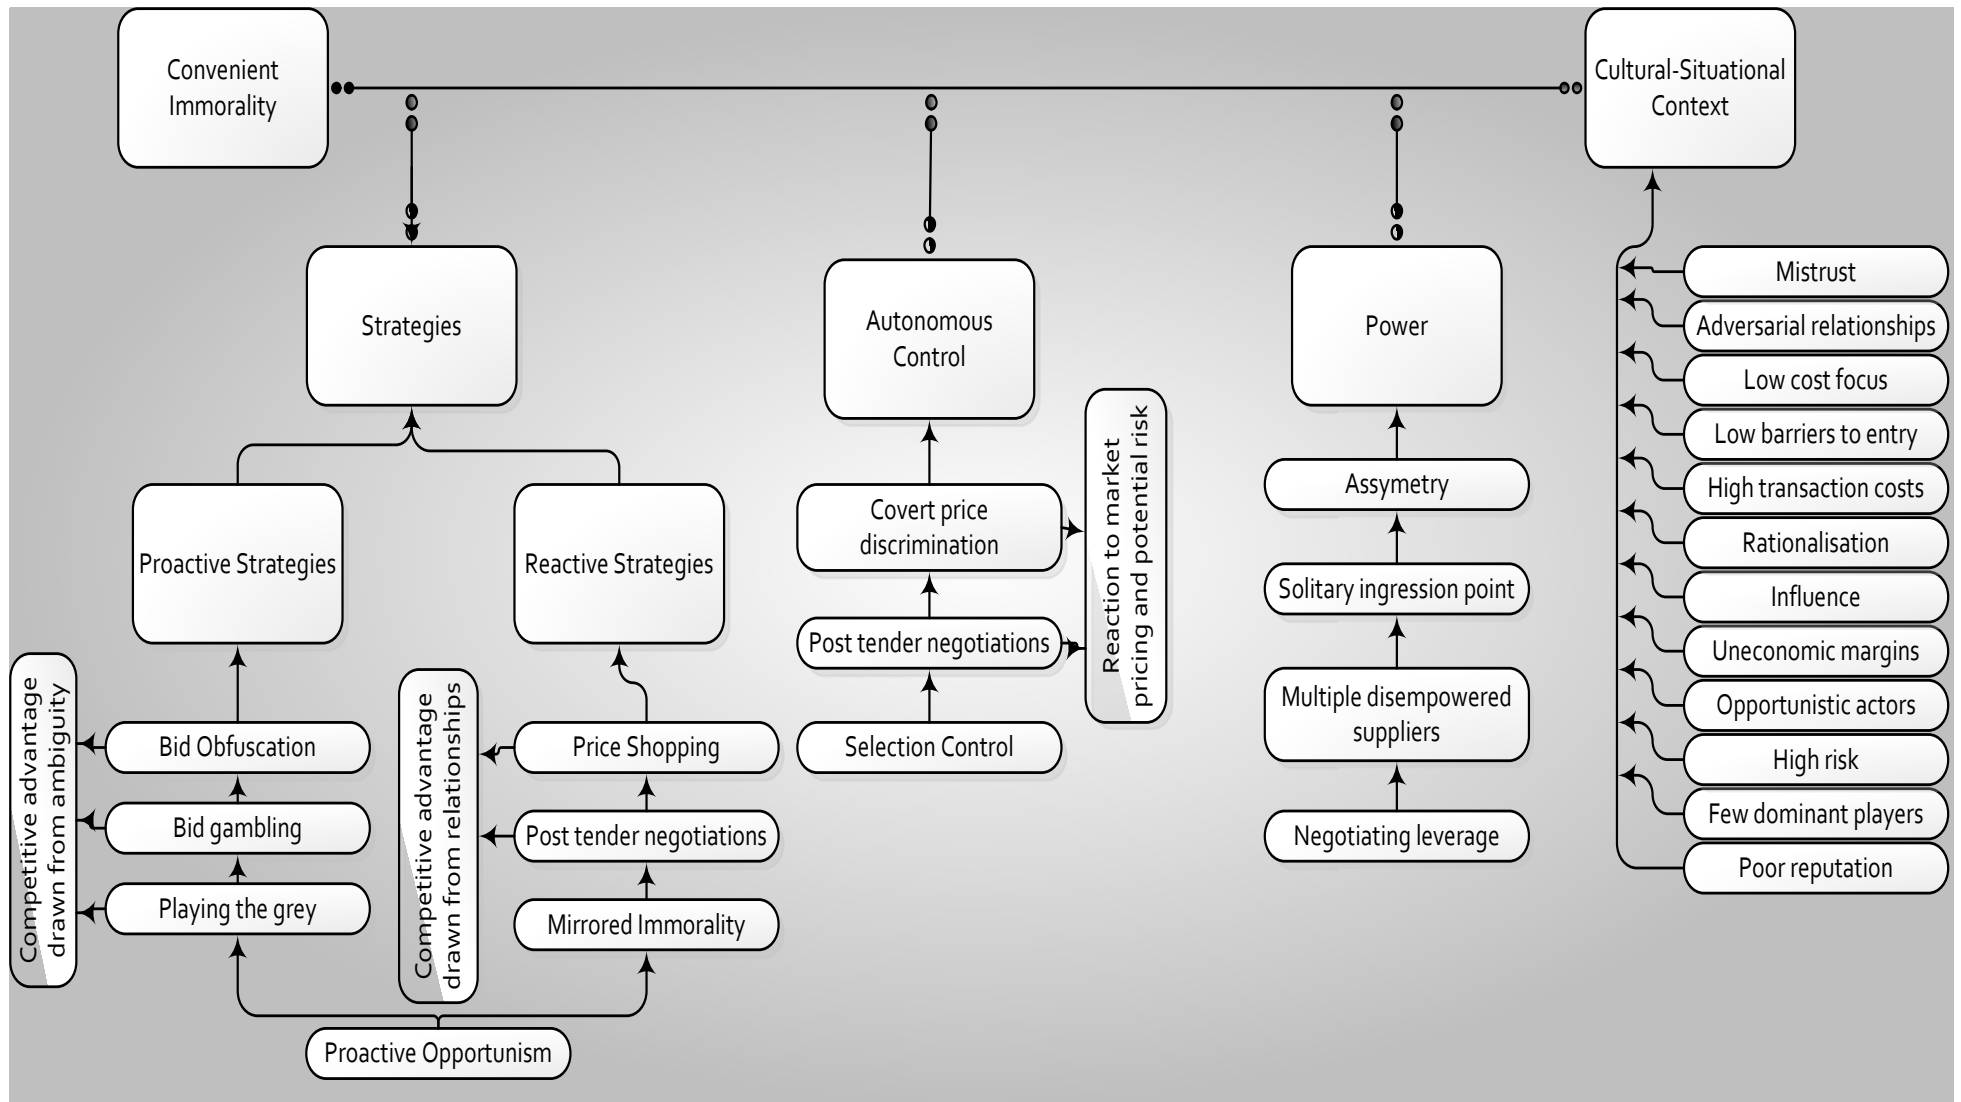 Convenient
Immorality
Cultural-Situational
Context
Strategies
Autonomous
Control
Power
Proactive Strategies
Reactive Strategies
Competitive advantage
drawn from ambiguity
Bid Obfuscation
Bid gambling
Playing the grey
Competitive advantage
drawn from relationships
Price Shopping
Post tender negotiations
Mirrored Immorality
Proactive Opportunism
Covert price
discrimination
Post tender negotiations
Selection Control
Reaction to market
pricing and potential risk
Assymetry
Solitary ingression point
Multiple disempowered
suppliers
Negotiating leverage
Mistrust
Adversarial relationships
Low cost focus
Low barriers to entry
High transaction costs
Rationalisation
Influence
Uneconomic margins
Opportunistic actors
High risk
Few dominant players
Poor reputation